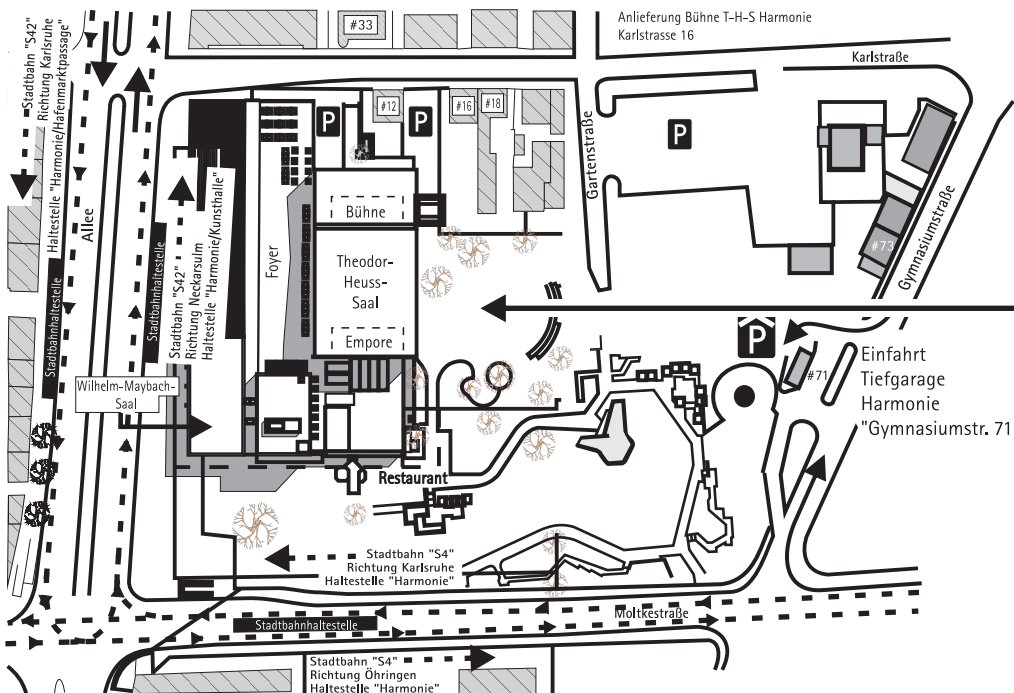 Anlieferung Bühne T-H-S Harmonie
Karlstrasse 16
#33
Karlstraße
Stadtbahn "S42"
Richtung Karlsruhe
Haltestelle "Harmonie/Hafenmarktpassage"
Allee
#12
#16
#18
P
P
P
Gartenstraße
Gymnasiumstraße
#73
Bühne
Foyer
Theodor-
Heuss-
Saal
Empore
Stadtbahnhaltestelle
Stadtbahnhaltestelle
Stadtbahn "S42"
Richtung Neckarsulm
Haltestelle "Harmonie/Kunsthalle"
P
#71
Einfahrt
Tiefgarage
Harmonie
"Gymnasiumstr. 71
Wilhelm-Maybach-
Saal
Restaurant
Stadtbahn "S4"
Richtung Karlsruhe
Haltestelle "Harmonie"
Moltkestraße
Stadtbahnhaltestelle
Stadtbahn "S4"
Richtung Öhringen
Haltestelle "Harmonie"